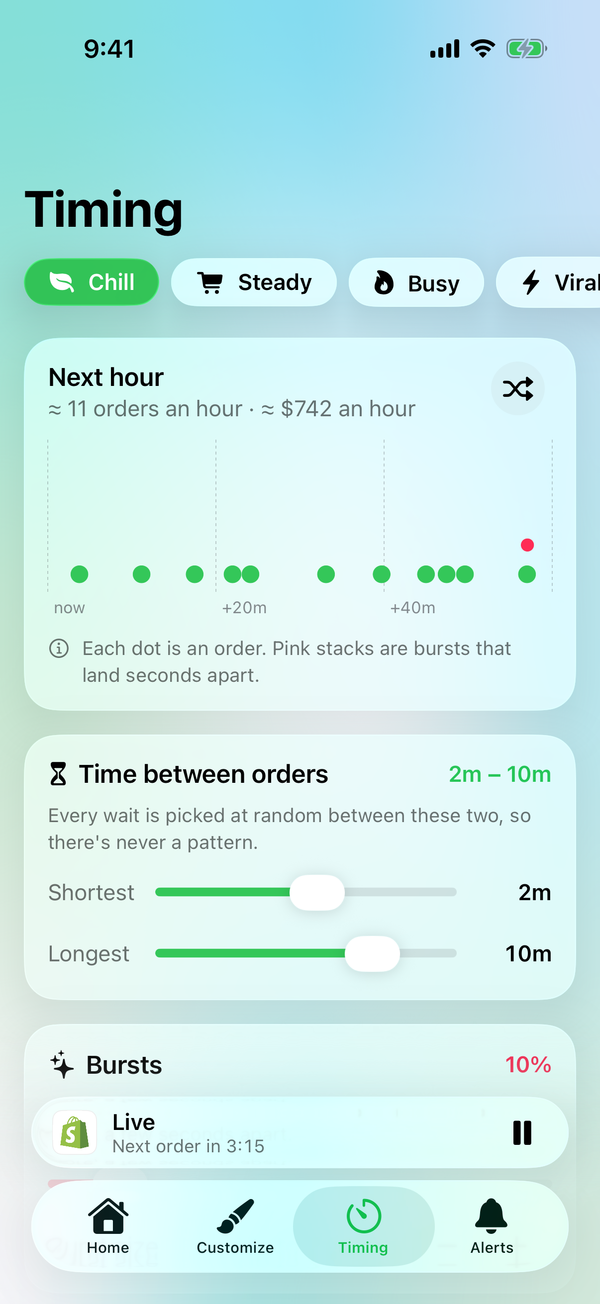 9:41
Timing
Chill
Steady
Busy
Viral
Next hour
≈ 11 orders an hour · ≈ $742 an hour
now
+20m
+40m
Each dot is an order. Pink stacks are bursts that
land seconds apart.
Time between orders
2m – 10m
Every wait is picked at random between these two, so
there's never a pattern.
Shortest
2m
Longest
10m
Bursts
10%
Live
Next order in 3:15
Home
Customize
Timing
Alerts